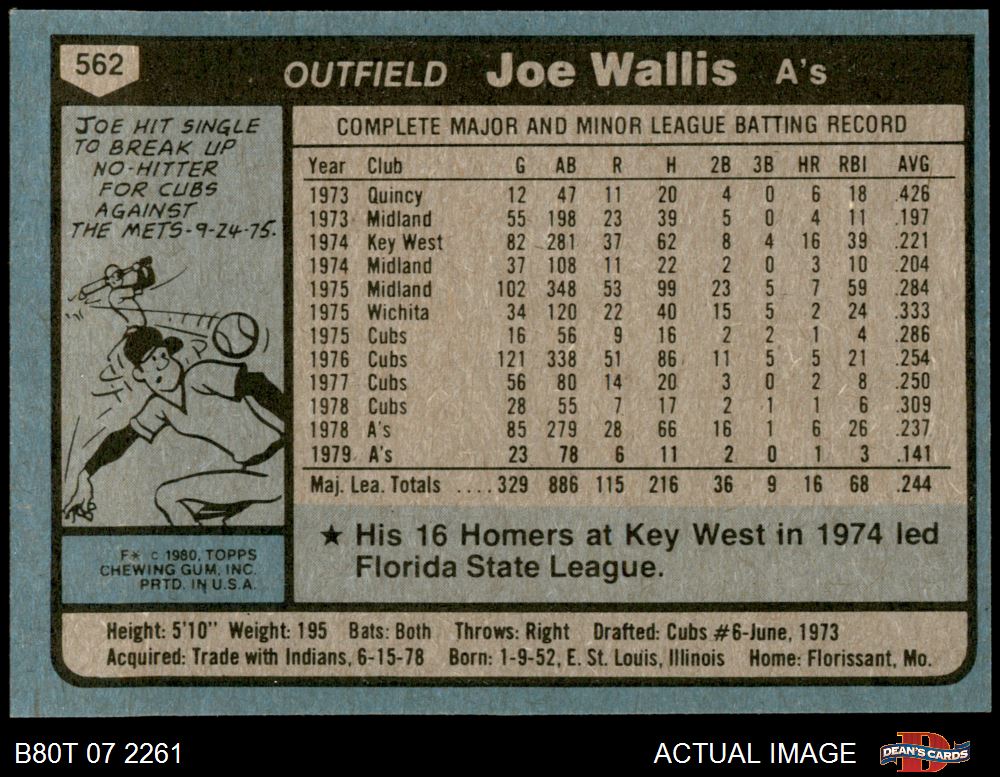 562
OUTFIELD Joe Wallis A's
JOE HIT SINGLE
TO BREAK UP
NO-HITTER
FOR CUBS
AGAINST
THE METS-9-24-75.
COMPLETE MAJOR AND MINOR LEAGUE BATTING RECORD
Year Club G AB R H 2B 3B HR RBI AVG
1973 Quincy 12 47 11 20 4 0 6 18 .426
1973 Midland 55 198 23 39 5 0 4 11 .197
1974 Key West 82 281 37 62 8 4 16 39 .221
1974 Midland 37 108 11 22 2 0 3 10 .204
1975 Midland 102 348 53 99 23 5 7 59 .284
1975 Wichita 34 120 22 40 15 5 2 24 .333
1975 Cubs 16 56 9 16 2 2 1 4 .286
1976 Cubs 121 338 51 86 11 5 5 21 .254
1977 Cubs 56 80 14 20 3 0 2 8 .250
1978 Cubs 28 55 7 17 2 1 1 6 .309
1978 A's 85 279 28 66 16 1 6 26 .237
1979 A's 23 78 6 11 2 0 1 3 .141
Maj. Lea. Totals ....329 886 115 216 36 9 16 68 .244
★ His 16 Homers at Key West in 1974 led
Florida State League.
F* © 1980, TOPPS
CHEWING GUM, INC.
PRTD. IN U.S.A.
Height: 5'10" Weight: 195 Bats: Both Throws: Right Drafted: Cubs #6-June, 1973
Acquired: Trade with Indians, 6-15-78 Born: 1-9-52, E. St. Louis, Illinois Home: Florissant, Mo.
B80T 07 2261
ACTUAL IMAGE
DEAN'S CARDS